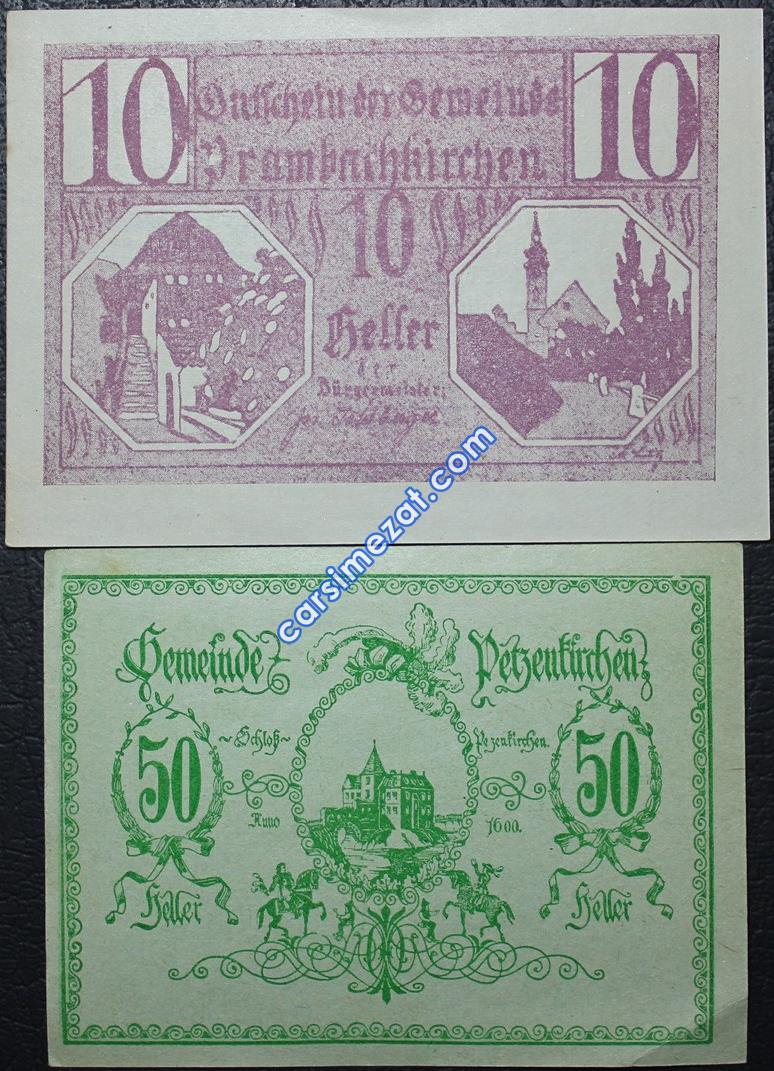 10 Gutschein der Gemeinde 10
Prambachkirchen
10
Heller
der
Bürgermeister:
carsimezat.com
Gemeinde Petzenkirchen
50 ~Schloß~ Petzenkirchen. 50
Anno 1600.
Heller Heller